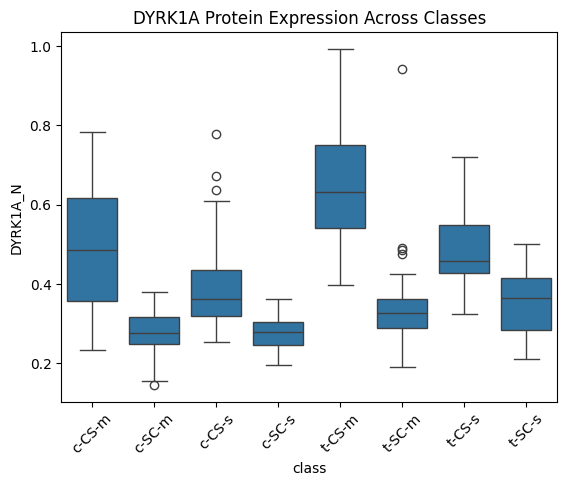 DYRK1A Protein Expression Across Classes
1.0
0.8
0.6
0.4
0.2
DYRK1A_N
c-CS-m
c-SC-m
c-CS-s
c-SC-s
t-CS-m
t-SC-m
t-CS-s
t-SC-s
class